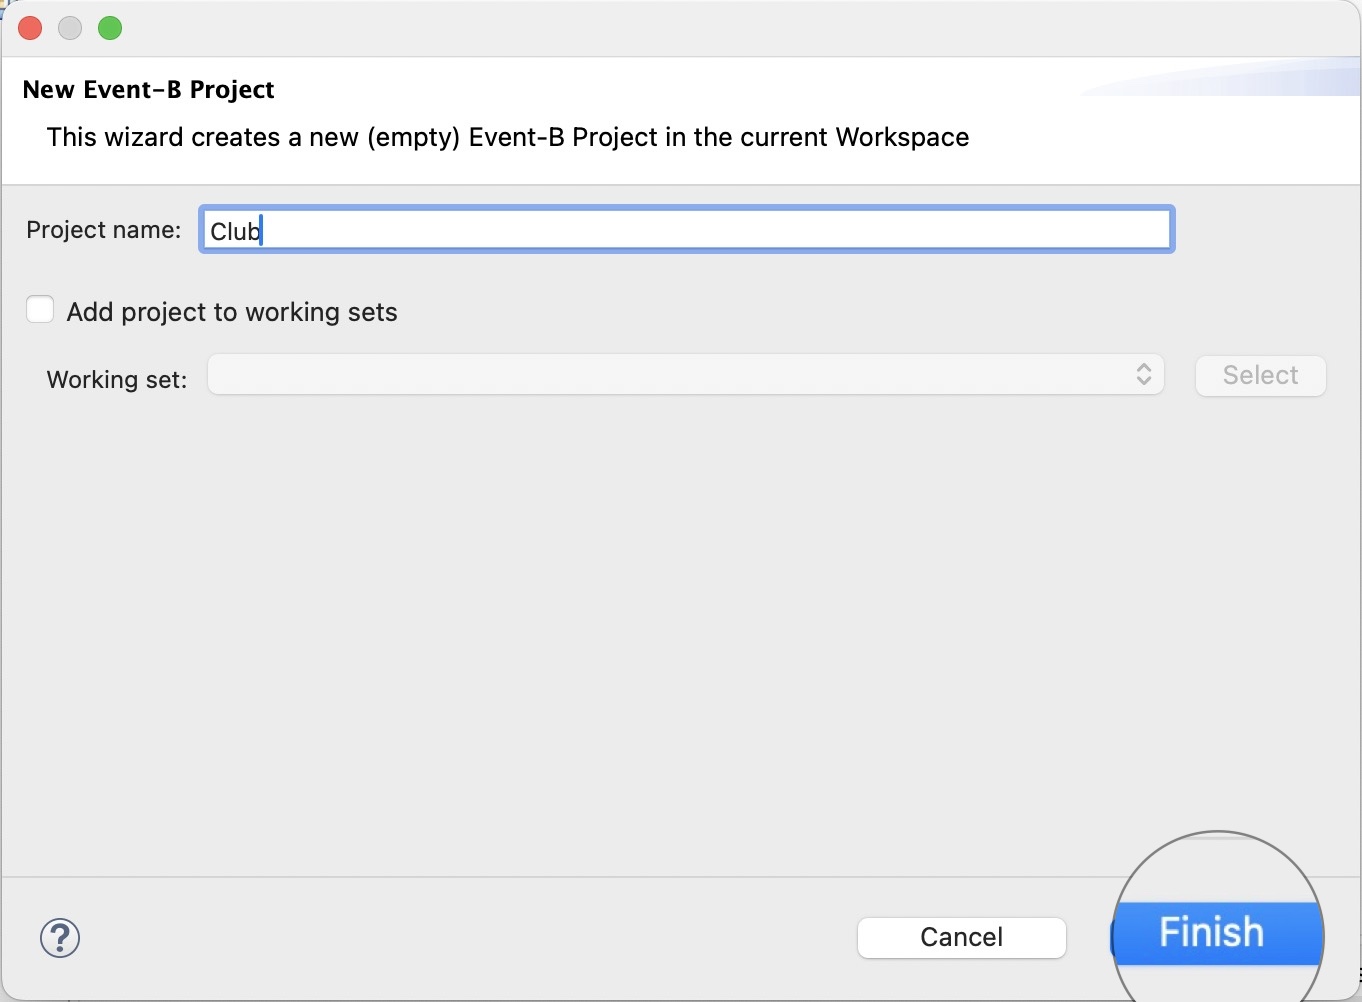 New Event-B Project
This wizard creates a new (empty) Event-B Project in the current Workspace
Project name: Club
Add project to working sets
Working set: Select
? Cancel Finish